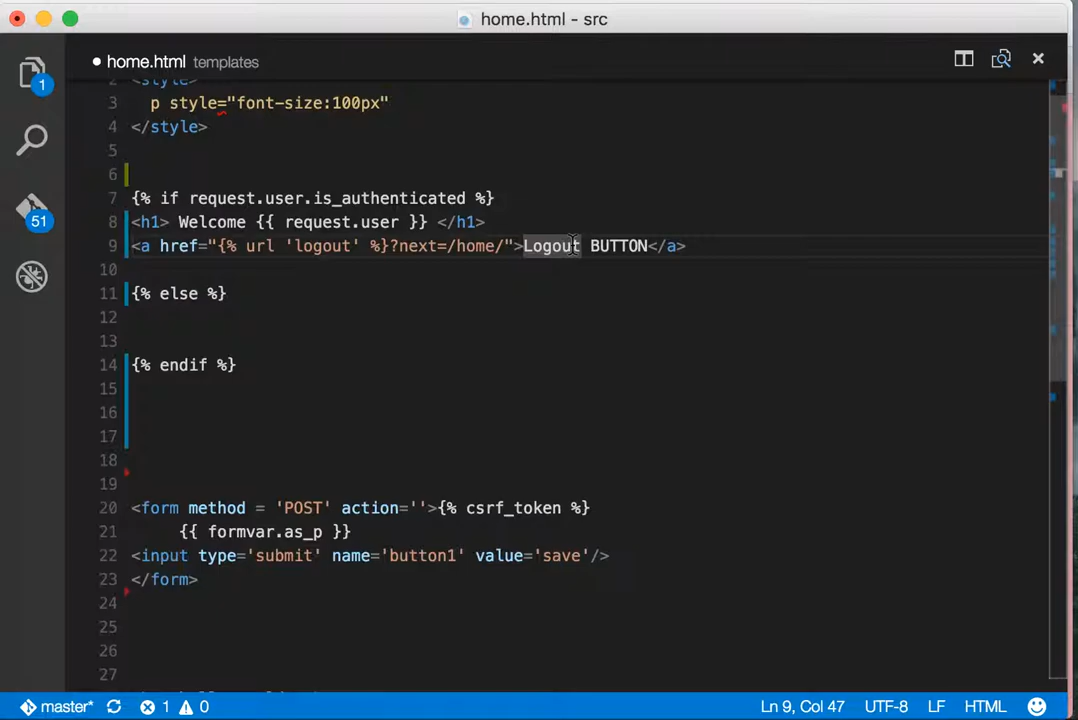 home.html - src
home.html templates
1
51
2 <style>
3 p style="font-size:100px"
4 </style>
5
6
7 {% if request.user.is_authenticated %}
8 <h1> Welcome {{ request.user }} </h1>
9 <a href="{% url 'logout' %}?next=/home/">Logout BUTTON</a>
10
11 {% else %}
12
13
14 {% endif %}
15
16
17
18
19
20 <form method = 'POST' action=''>{% csrf_token %}
21 {{ formvar.as_p }}
22 <input type='submit' name='button1' value='save'/>
23 </form>
24
25
26
27
master* 1 0 Ln 9, Col 47 UTF-8 LF HTML